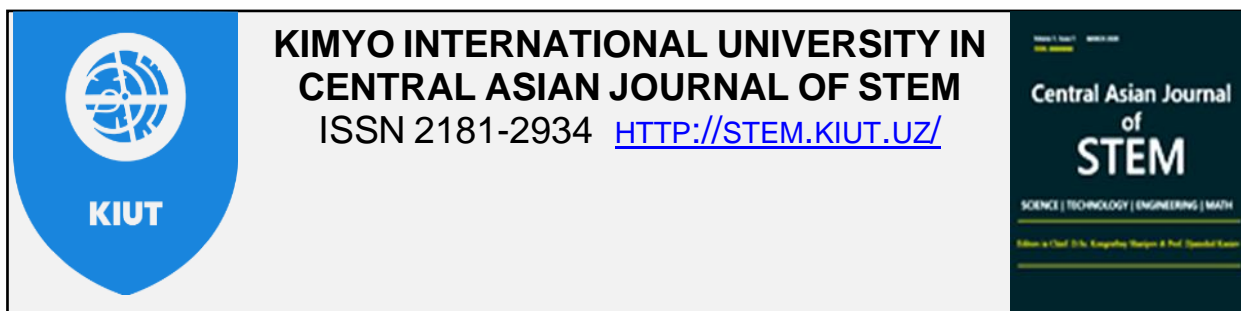 KIUT
KIMYO INTERNATIONAL UNIVERSITY IN
CENTRAL ASIAN JOURNAL OF STEM
ISSN 2181-2934 HTTP://STEM.KIUT.UZ/
Central Asian Journal
of
STEM
SCIENCE | TECHNOLOGY | ENGINEERING | MATH